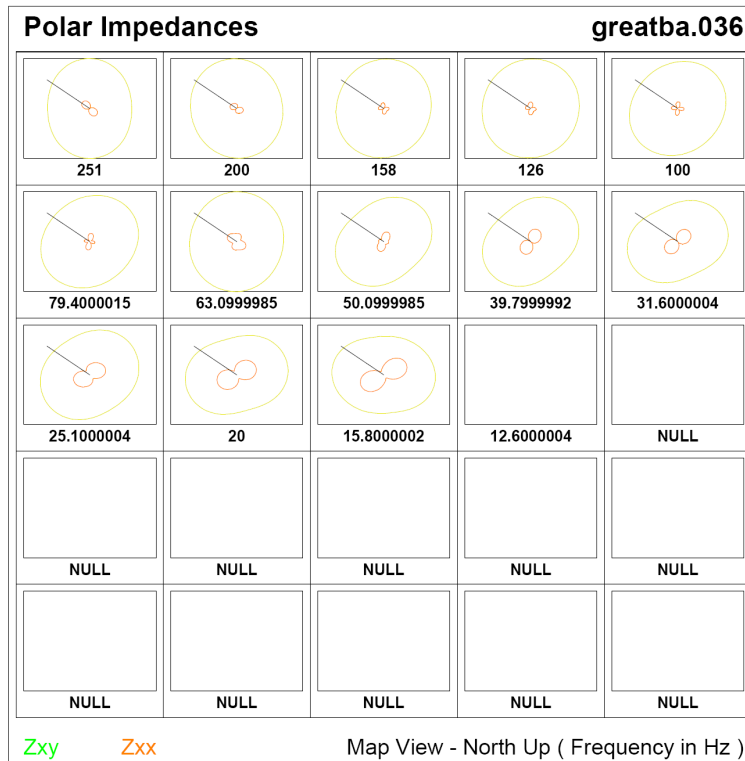 Polar Impedances greatba.036
251 200 158 126 100
79.4000015 63.0999985 50.0999985 39.7999992 31.6000004
25.1000004 20 15.8000002 12.6000004 NULL
NULL NULL NULL NULL NULL
NULL NULL NULL NULL NULL
Zxy Zxx Map View - North Up ( Frequency in Hz )